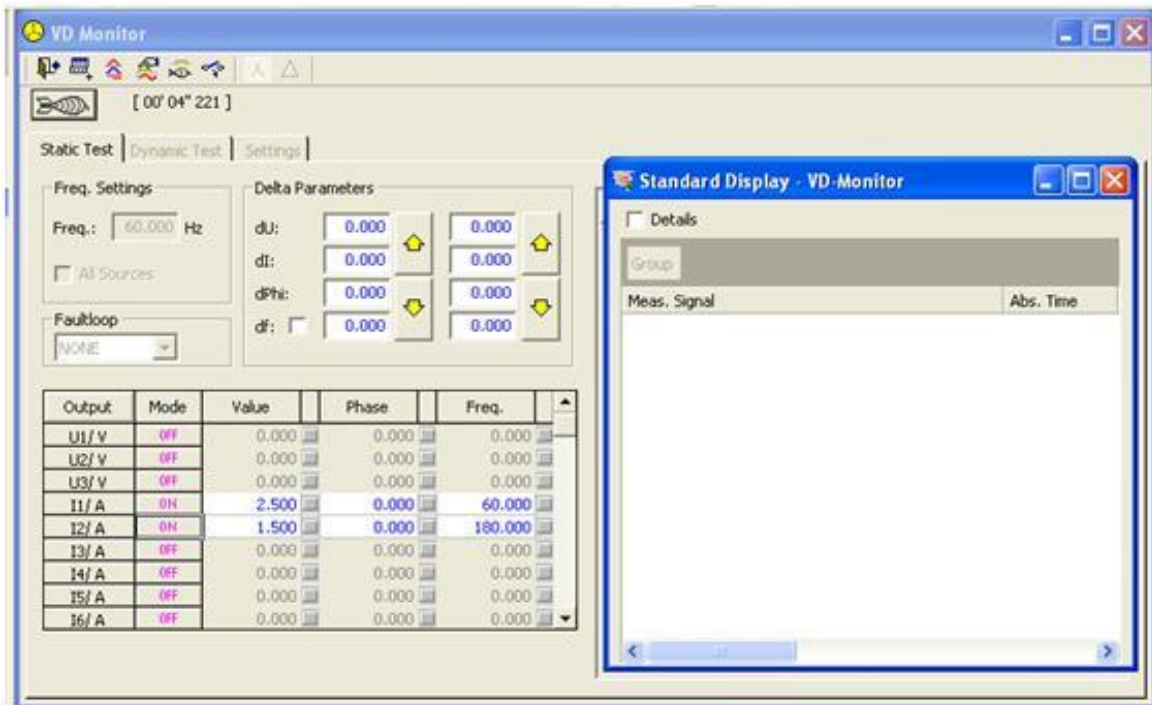 VD Monitor
[ 00' 04" 221 ]
Static Test Dynamic Test Settings
Freq. Settings
Freq.: 60.000 Hz
All Sources
Faultloop
NONE
Delta Parameters
dU: 0.000 0.000
dI: 0.000 0.000
dPhi: 0.000 0.000
df: 0.000 0.000
Output Mode Value Phase Freq.
U1/ V OFF 0.000 0.000 0.000
U2/ V OFF 0.000 0.000 0.000
U3/ V OFF 0.000 0.000 0.000
I1/ A ON 2.500 0.000 60.000
I2/ A ON 1.500 0.000 180.000
I3/ A OFF 0.000 0.000 0.000
I4/ A OFF 0.000 0.000 0.000
I5/ A OFF 0.000 0.000 0.000
I6/ A OFF 0.000 0.000 0.000
Standard Display - VD-Monitor
Details
Group
Meas. Signal Abs. Time